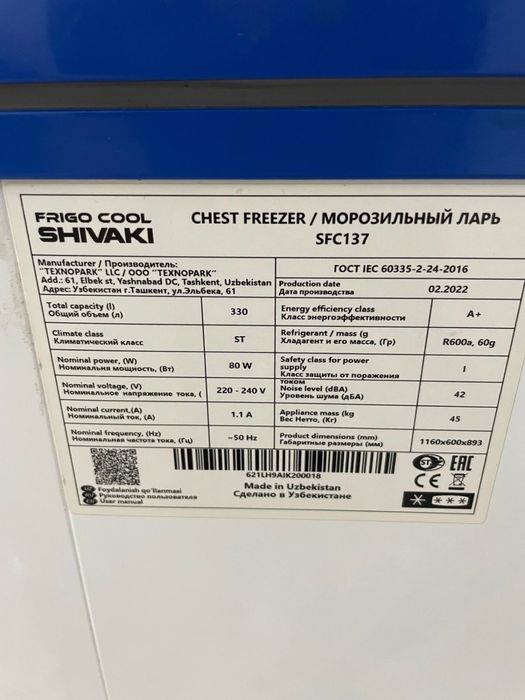 FRIGO COOL
SHIVAKI
CHEST FREEZER / МОРОЗИЛЬНЫЙ ЛАРЬ
SFC137
Manufacturer / Производитель:
"TEXNOPARK" LLC / ООО "TEXNOPARK"
Add.: 61, Elbek st, Yashnabad DC, Tashkent, Uzbekistan
Адрес: Узбекистан г.Ташкент, ул.Эльбека, 61
ГОСТ IEC 60335-2-24-2016
Production date
Дата производства
02.2022
Total capacity (l)
Общий объем (л)
330
Energy efficiency class
Класс энергоэффективности
A+
Climate class
Климатический класс
ST
Refrigerant / mass (g
Хладагент и его масса, (Гр)
R600a, 60g
Nominal power, (W)
Номинальня мощность, (Вт)
80 W
Safety class for power
supply
Класс защиты от поражения
током
I
Nominal voltage, (V)
Номинальное напряжение тока, (
220 - 240 V
Noise level (dBA)
Уровень шума (дБА)
42
Nominal current,(A)
Номинальный ток, (А)
1.1 A
Appliance mass (kg
Вес Нетто, (Кг)
45
Nominal frequency, (Hz)
Номинальная частота тока, (Гц)
~50 Hz
Product dimensions (mm)
Габаритные размеры (мм)
1160x600x893
621LH9AIK200018
Foydalanish qo'llanmasi
Руководство пользователя
User manual
Made in Uzbekistan
Сделано в Узбекистане
ST
EAC
CE